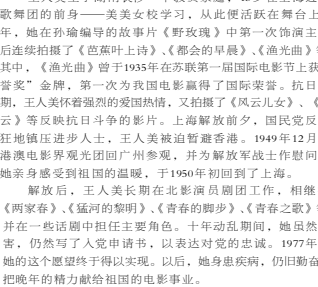 歌舞团的前身——美美女校学习，从此便活跃在舞台上
年，她在孙瑜编导的故事片《野玫瑰》中第一次饰演主
后连续拍摄了《芭蕉叶上诗》、《都会的早晨》、《渔光曲》
其中，《渔光曲》曾于1935年在苏联第一届国际电影节上获
誉奖”金牌，第一次为我国电影赢得了国际荣誉。抗日
期，王人美怀着强烈的爱国热情，又拍摄了《风云儿女》、《
云》等反映抗日斗争的影片。上海解放前夕，国民党反
狂地镇压进步人士，王人美被迫暂避香港。1949年12月
港澳电影界观光团回广州参观，并为解放军战士作慰问
她亲身感受到祖国的温暖，于1950年初回到了上海。
解放后，王人美长期在北影演员剧团工作，相继
《两家春》、《猛河的黎明》、《青春的脚步》、《青春之歌》
并在一些话剧中担任主要角色。十年动乱期间，她虽然
害，仍然写了入党申请书，以表达对党的忠诚。1977年
她的这个愿望终于得以实现。以后，她身患疾病，仍旧勤奋
把晚年的精力献给祖国的电影事业。